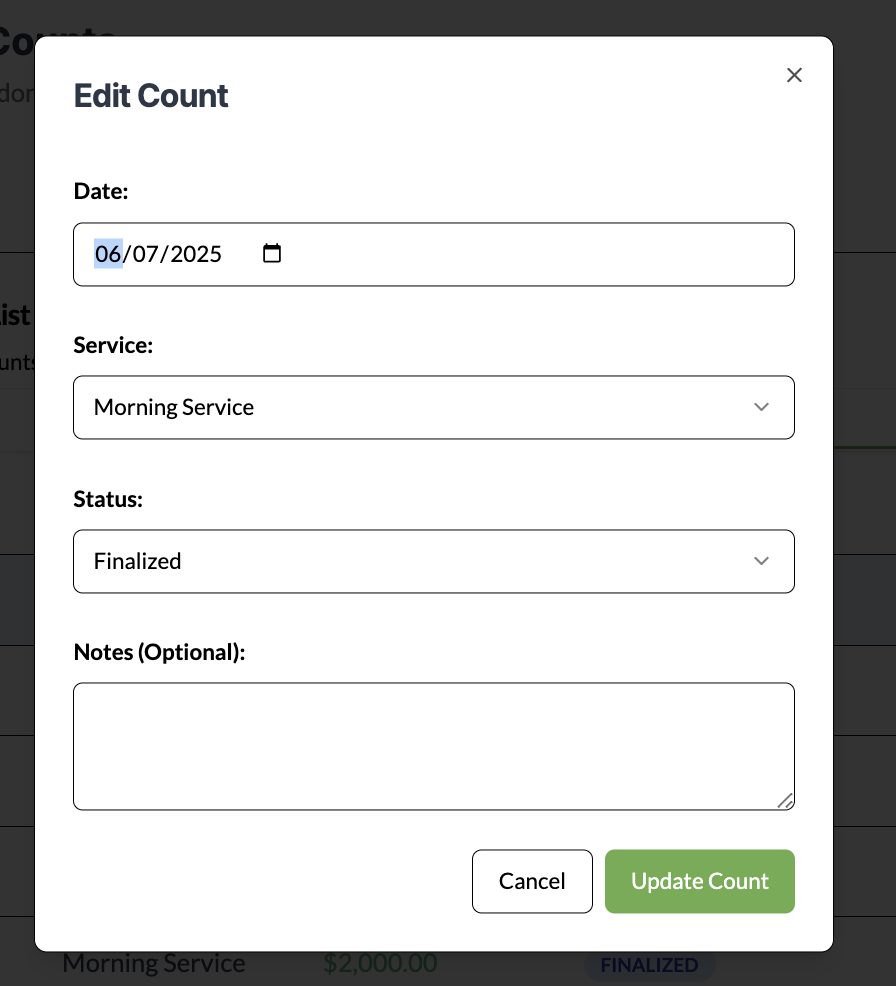 Edit Count
Date:
06/07/2025
Service:
Morning Service
Status:
Finalized
Notes (Optional):
Cancel
Update Count
Morning Service $2,000.00 FINALIZED